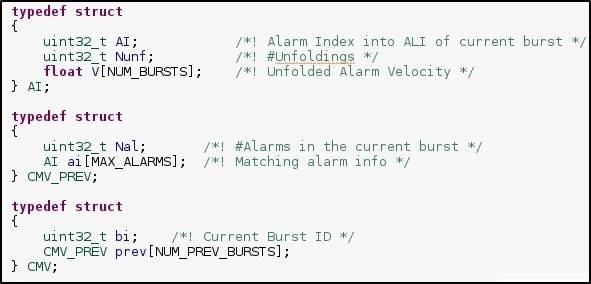 typedef struct
{
uint32_t AI; /*! Alarm Index into ALI of current burst */
uint32_t Nunf; /*! #Unfoldings */
float V[NUM_BURSTS]; /*! Unfolded Alarm Velocity */
} AI;
typedef struct
{
uint32_t Nal; /*! #Alarms in the current burst */
AI ai[MAX_ALARMS]; /*! Matching alarm info */
} CMV_PREV;
typedef struct
{
uint32_t bi; /*! Current Burst ID */
CMV_PREV prev[NUM_PREV_BURSTS];
} CMV;